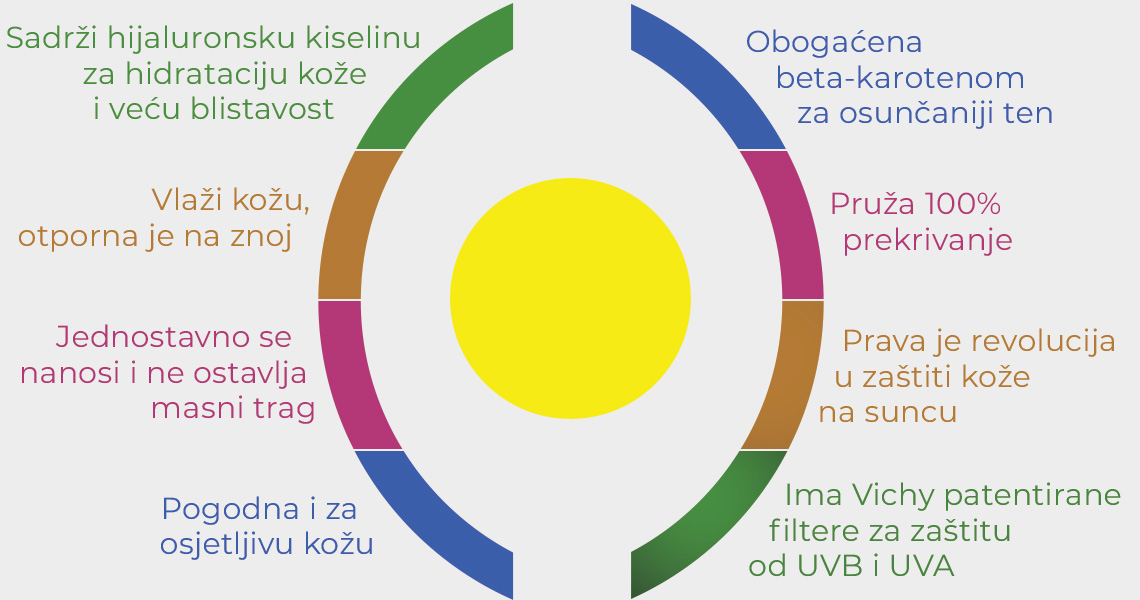 Sadrži hijaluronsku kiselinu
za hidrataciju kože
i veću blistavost
Vlaži kožu,
otporna je na znoj
Jednostavno se
nanosi i ne ostavlja
masni trag
Pogodna i za
osjetljivu kožu
Obogaćena
beta-karotenom
za osunčaniji ten
Pruža 100%
prekrivanje
Prava je revolucija
u zaštiti kože
na suncu
Ima Vichy patentirane
filtere za zaštitu
od UVB i UVA